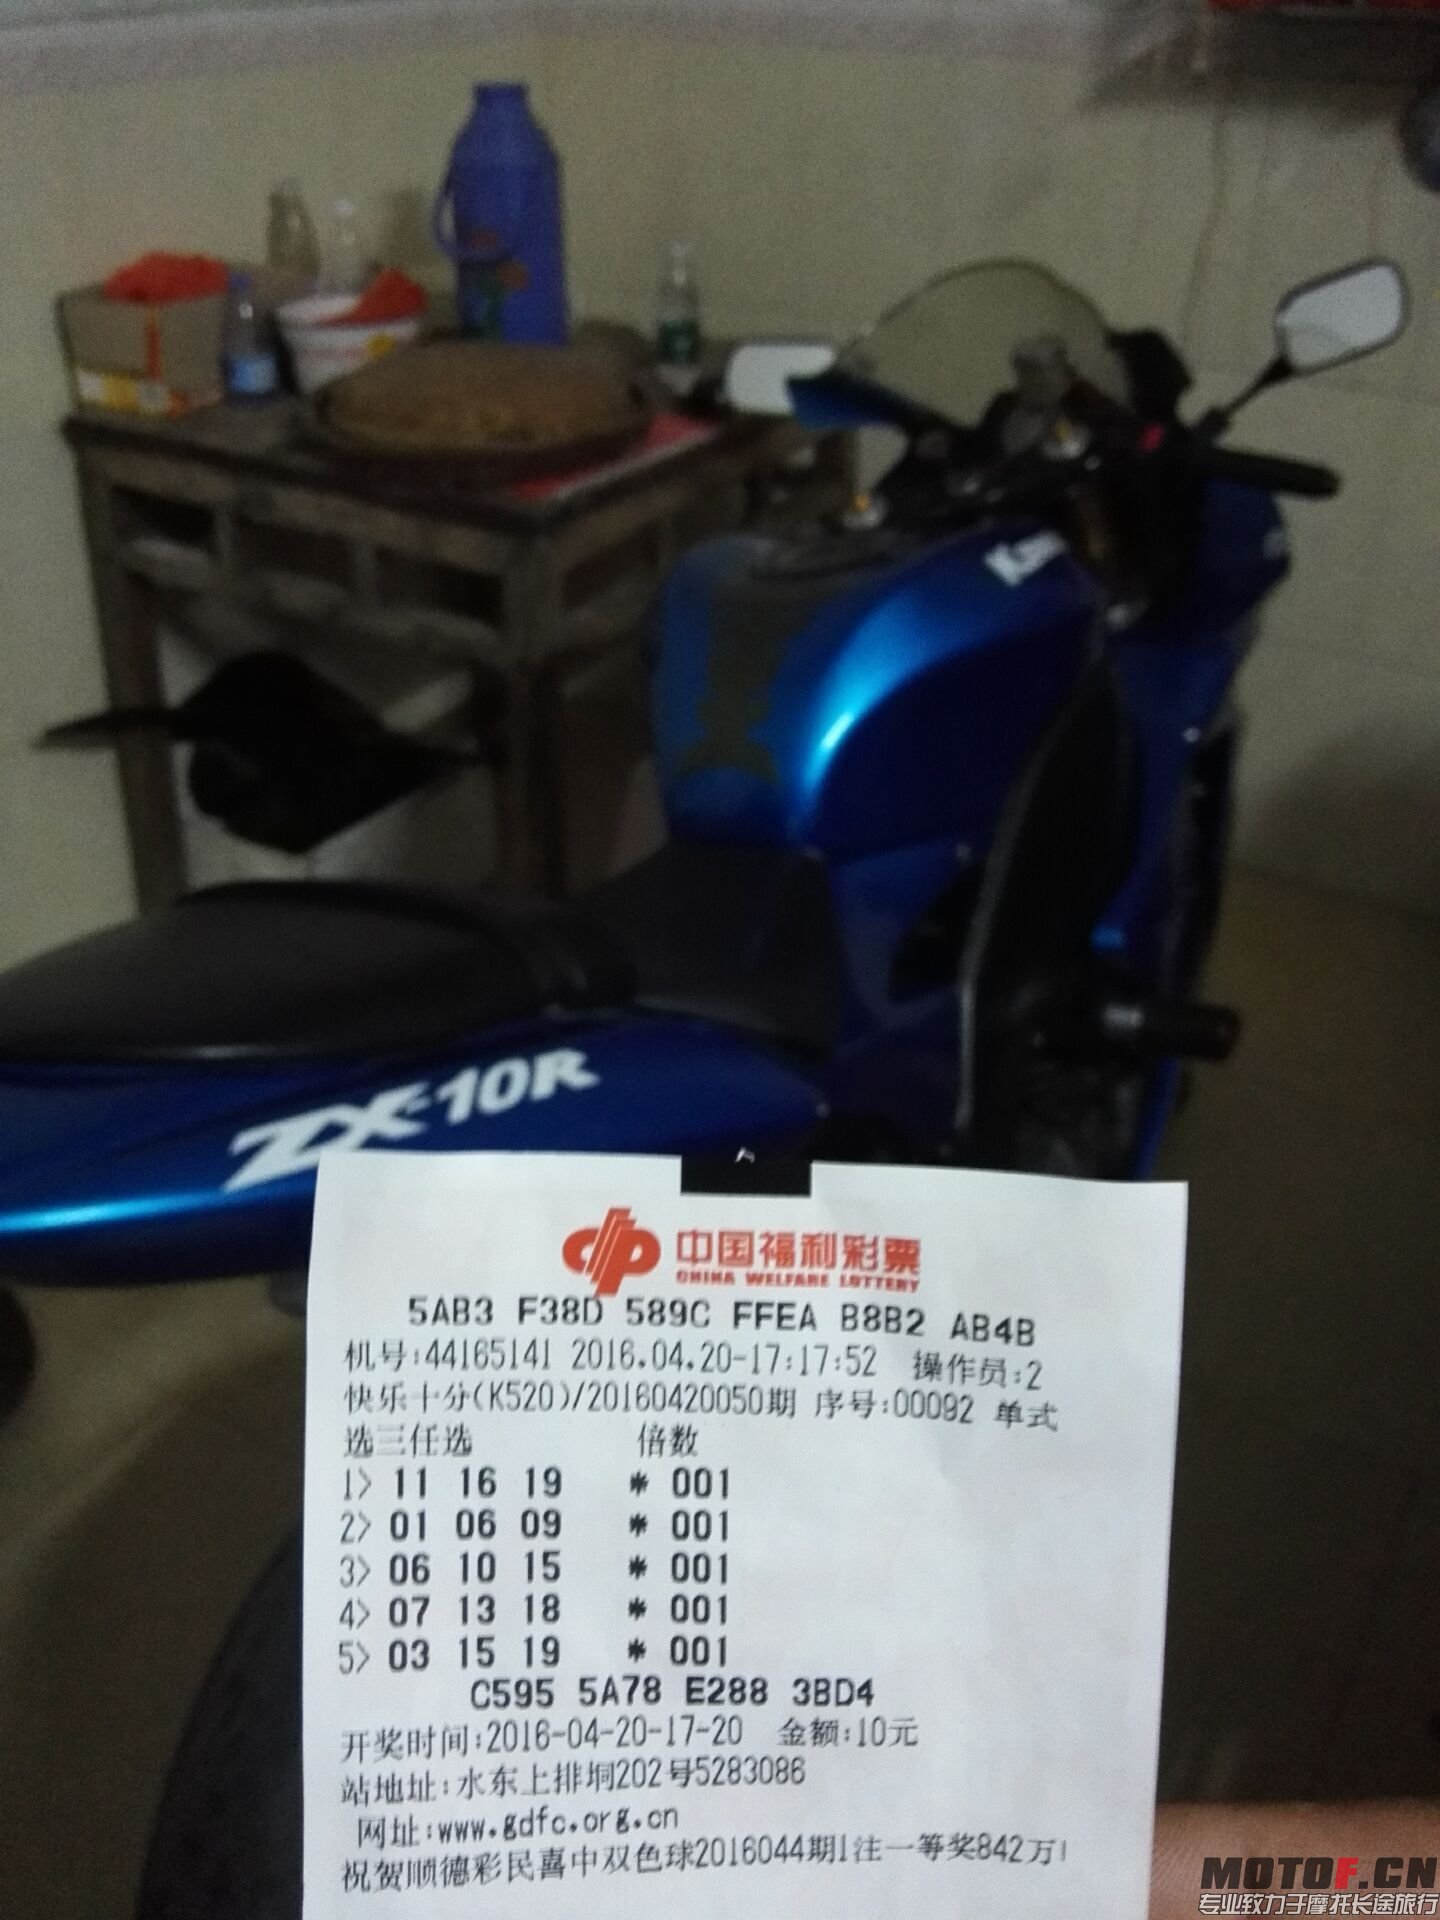 ZX-10R
中国福利彩票
CHINA WELFARE LOTTERY
5AB3 F38D 589C FFEA B8B2 AB4B
机号:44165141 2016.04.20-17:17:52 操作员:2
快乐十分(K520)/20160420050期 序号:00092 单式
选三任选 倍数
1> 11 16 19 * 001
2> 01 06 09 * 001
3> 06 10 15 * 001
4> 07 13 18 * 001
5> 03 15 19 * 001
C595 5A78 E288 3BD4
开奖时间:2016-04-20-17-20 金额:10元
站地址:水东上排垌202号5283086
网址:www.gdfc.org.cn
祝贺顺德彩民喜中双色球2016044期1注一等奖842万!
MOTOF.CN
专业致力于摩托长途旅行